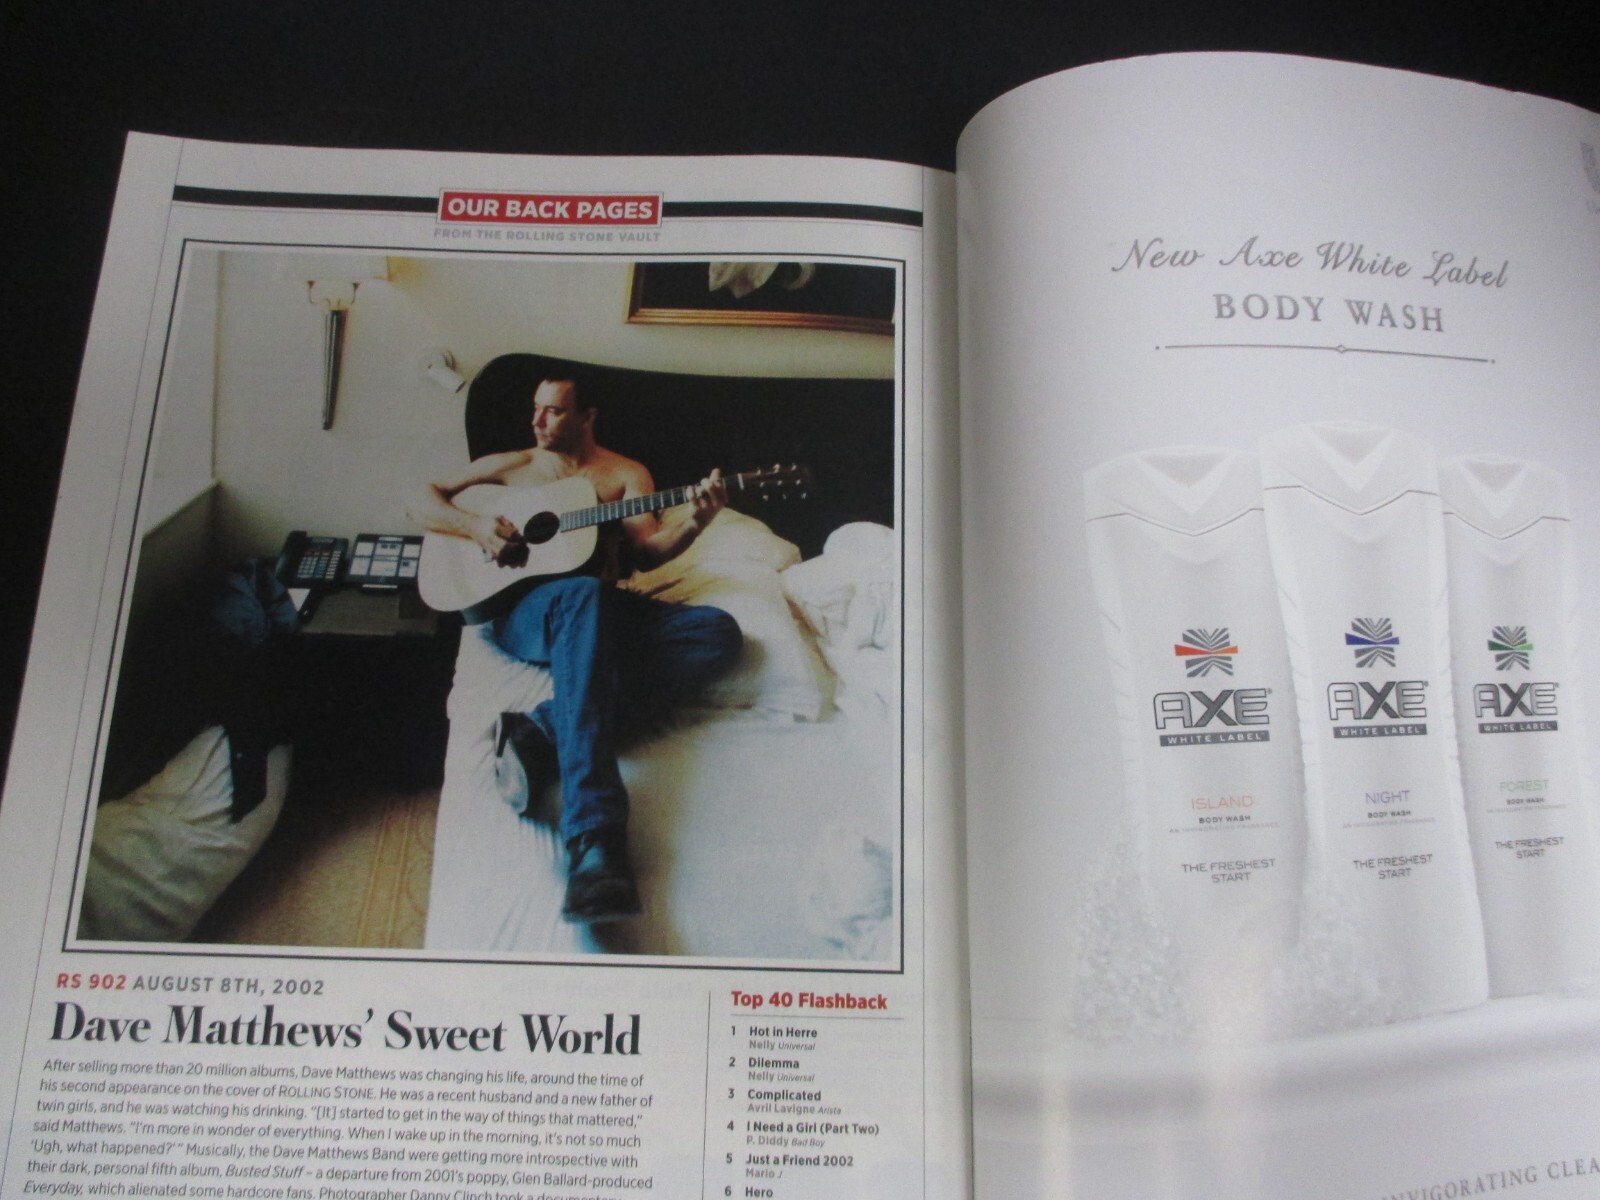 OUR BACK PAGES
FROM THE ROLLING STONE VAULT
RS 902 AUGUST 8TH, 2002
Dave Matthews' Sweet World
After selling more than 20 million albums, Dave Matthews was changing his life, around the time of
his second appearance on the cover of ROLLING STONE. He was a recent husband and a new father of
twin girls, and he was watching his drinking. "[It] started to get in the way of things that mattered,"
said Matthews. "I'm more in wonder of everything. When I wake up in the morning, it's not so much
'Ugh, what happened?'" Musically, the Dave Matthews Band were getting more introspective with
their dark, personal fifth album, Busted Stuff – a departure from 2001's poppy, Glen Ballard-produced
Everyday, which alienated some hardcore fans. Photographer Danny Clinch took a
Top 40 Flashback
1 Hot in Herre
Nelly Universal
2 Dilemma
Nelly Universal
3 Complicated
Avril Lavigne Arista
4 I Need a Girl (Part Two)
P. Diddy Bad Boy
5 Just a Friend 2002
Mario J
6 Hero
New Axe White Label
BODY WASH
AXE
WHITE LABEL
ISLAND
BODY WASH
AN INVIGORATING FRAGRANCE
THE FRESHEST
START
AXE
WHITE LABEL
NIGHT
BODY WASH
AN INVIGORATING FRAGRANCE
THE FRESHEST
START
AXE
WHITE LABEL
FOREST
BODY WASH
AN INVIGORATING FRAGRANCE
THE FRESHEST
START
NVIGORATING CLEA